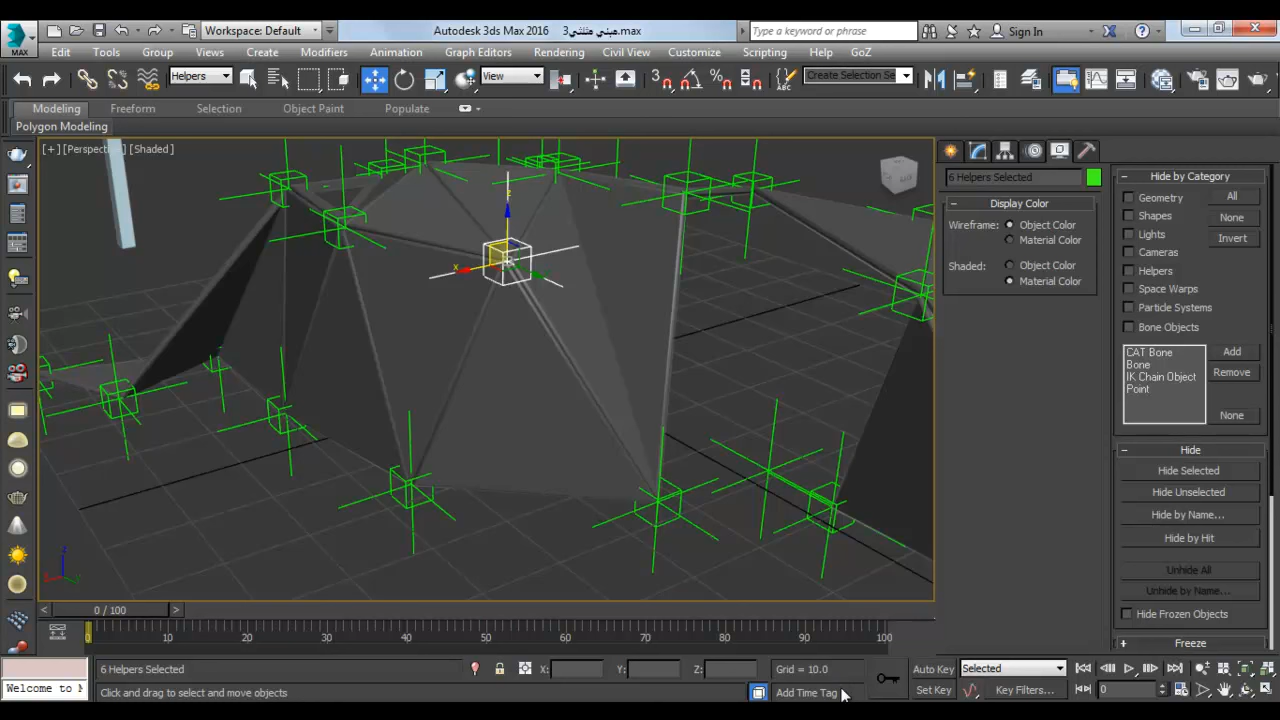 MAX
Workspace: Default
Autodesk 3ds Max 2016 مبني مثلثي3.max
Type a keyword or phrase
Sign In
Edit Tools Group Views Create Modifiers Animation Graph Editors Rendering Civil View Customize Scripting Help GoZ
Helpers
View
3
%
ABC
Create Selection Se
Modeling Freeform Selection Object Paint Populate
Polygon Modeling
[+] [Perspective] [Shaded]
6 Helpers Selected
Display Color
Wireframe: Object Color
Material Color
Shaded: Object Color
Material Color
Hide by Category
Geometry All
Shapes None
Lights Invert
Cameras
Helpers
Space Warps
Particle Systems
Bone Objects
CAT Bone Add
Bone
IK Chain Object Remove
Point
None
Hide
Hide Selected
Hide Unselected
Hide by Name...
Hide by Hit
Unhide All
Unhide by Name...
Hide Frozen Objects
Freeze
z
x
< 0 / 100 >
0 10 20 30 40 50 60 70 80 90 100
6 Helpers Selected X: Y: Z: Grid = 10.0 Auto Key Selected
Welcome to M Click and drag to select and move objects Add Time Tag Set Key Key Filters... 0